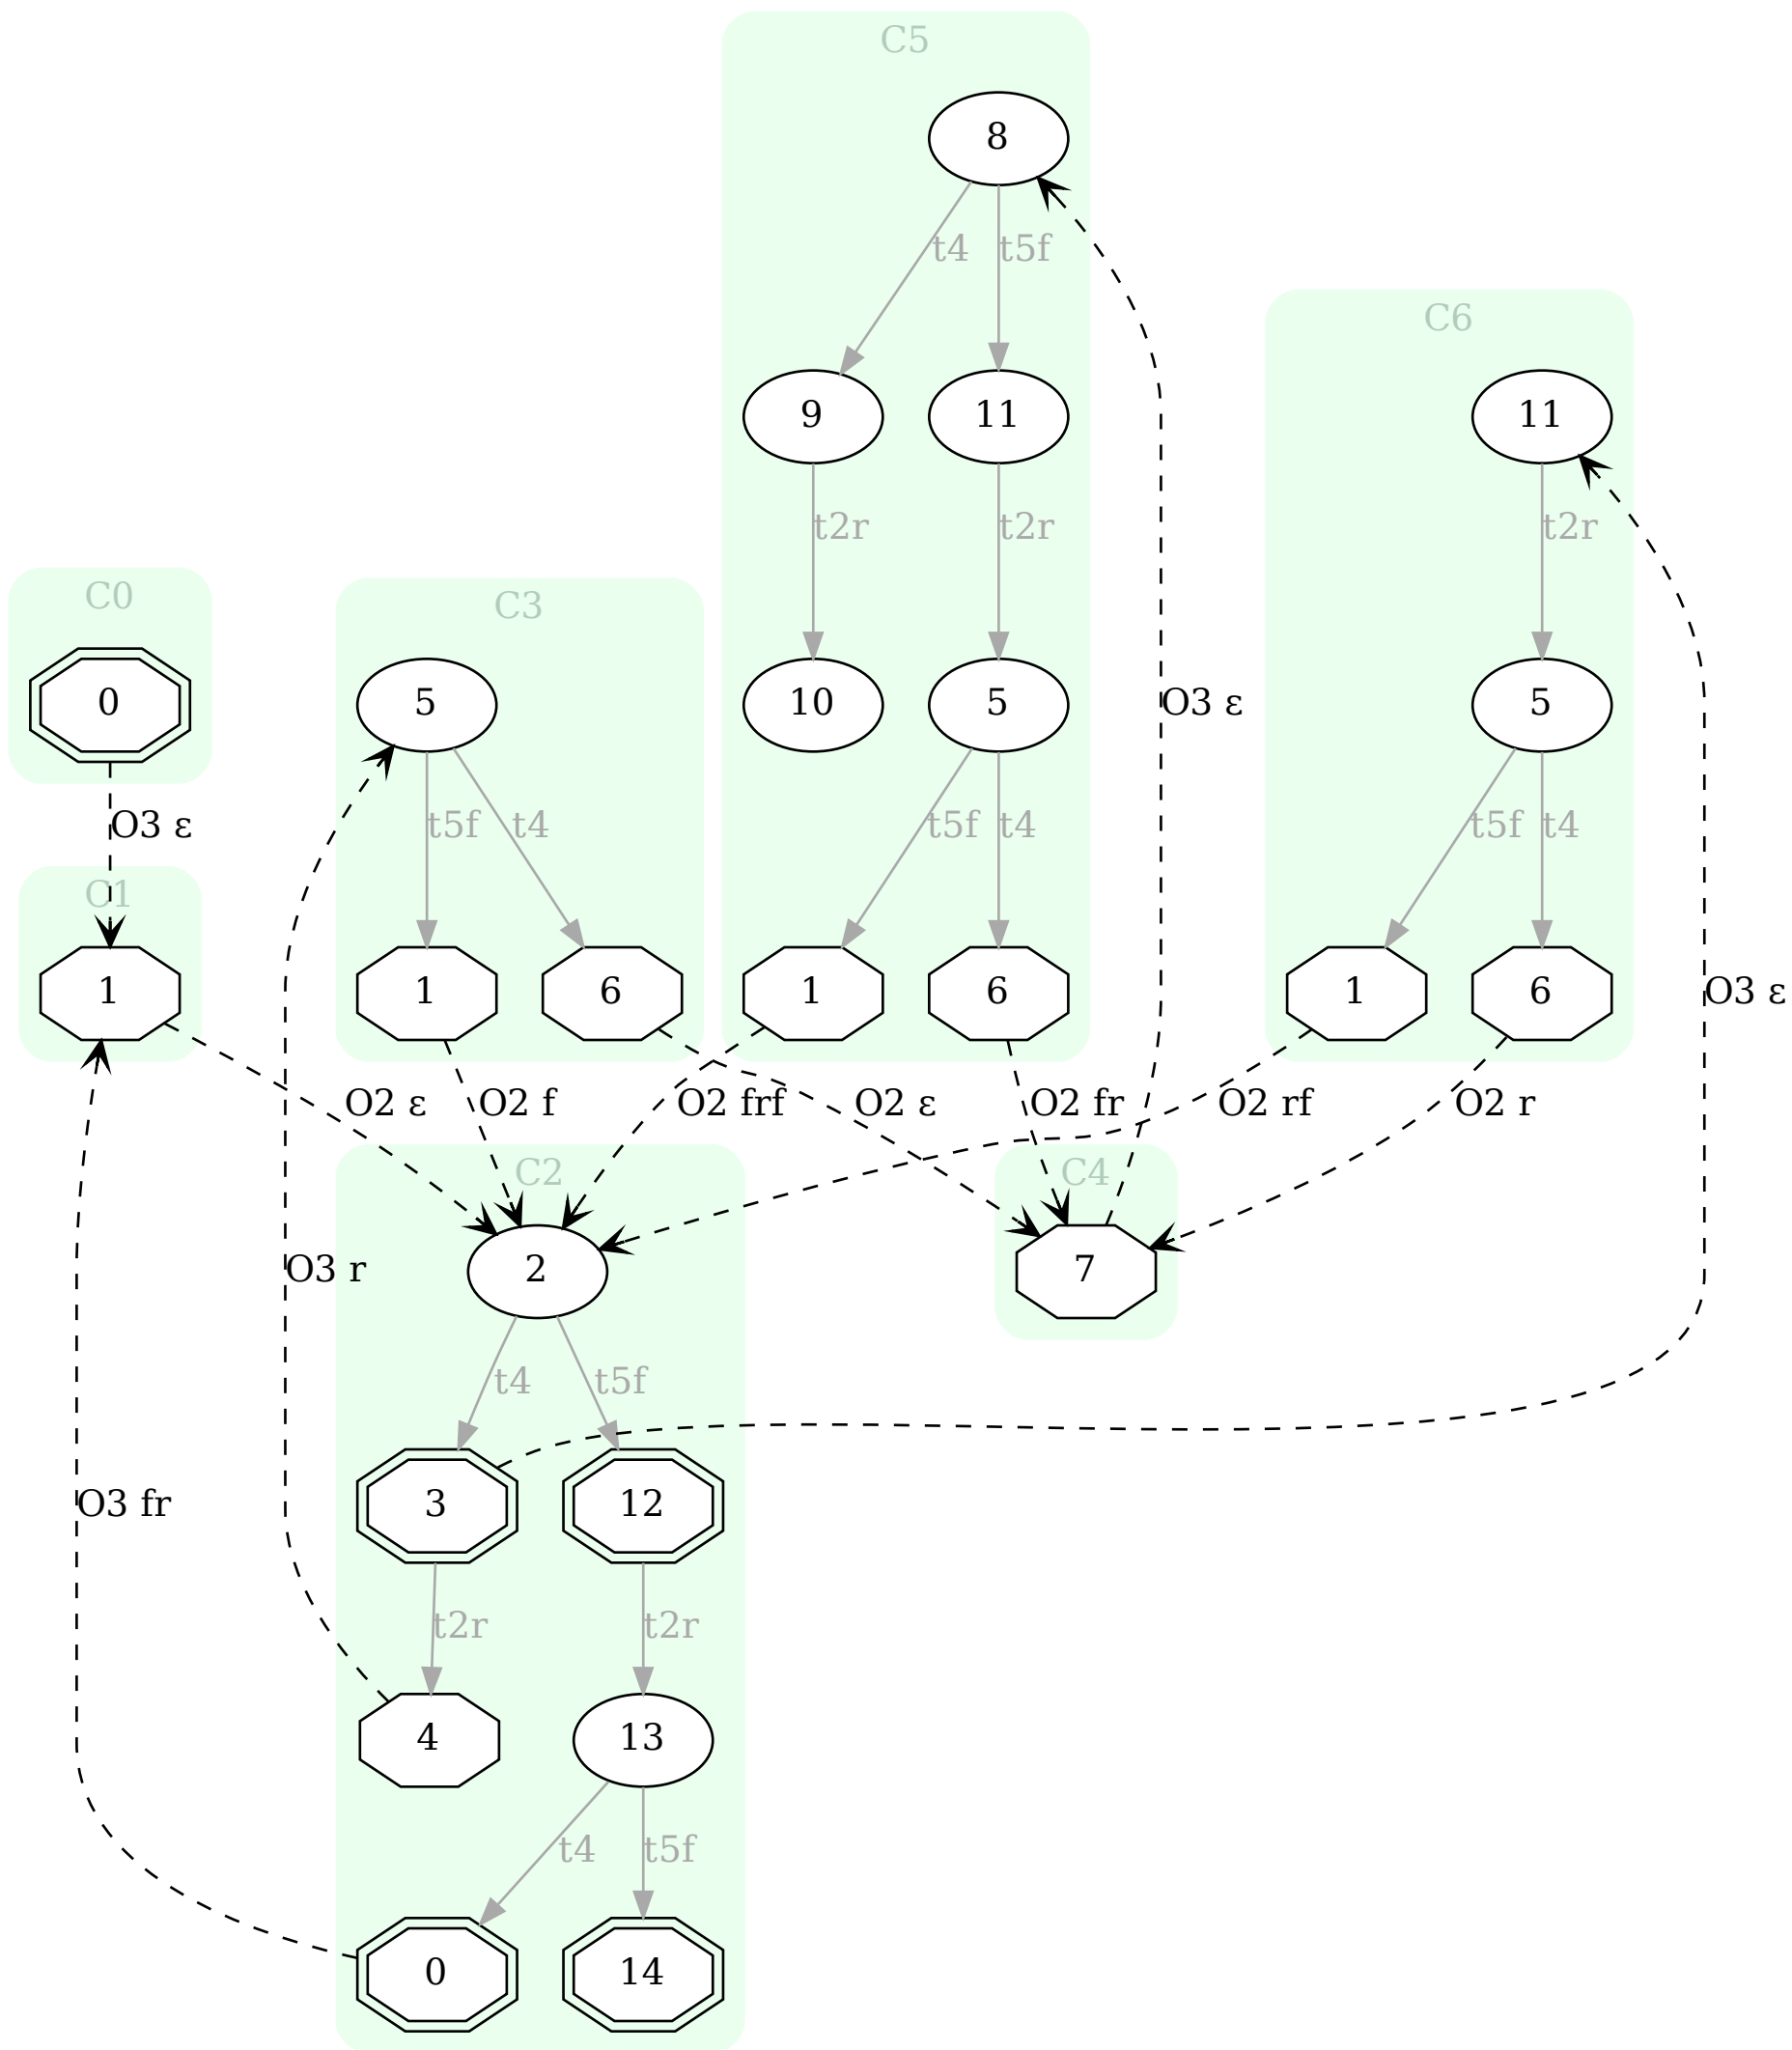 C5
8
t4
t5f
C6
9
11
11
t2r
t2r
t2r
C0
C3
0
5
10
5
5
O3 ε
O3 ε
t5f
t4
t5f
t4
t5f
t4
C1
1
1
6
1
6
1
6
O3 ε
O2 ε
O2 f
O2 frf
O2 ε
O2 fr
O2 rf
O2 r
C2
C4
O3 r
2
7
t4
t5f
O3 fr
3
12
t2r
t2r
4
13
t4
t5f
0
14